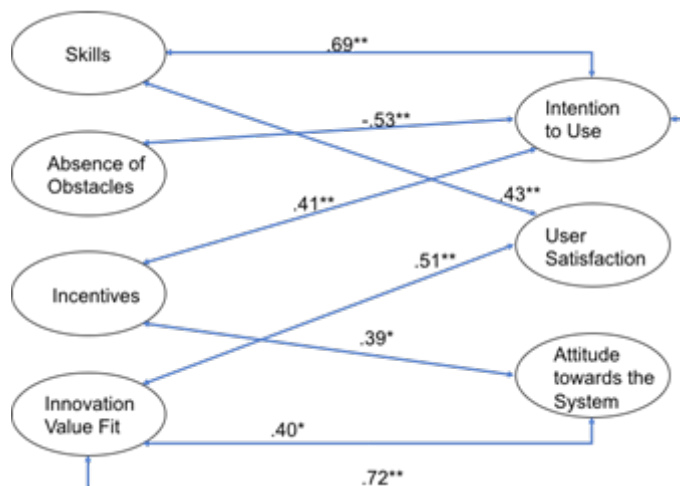 Skills
.69**
Intention
to Use
-.53**
Absence of
Obstacles
.41**
.43**
User
Satisfaction
.51**
Incentives
.39*
Attitude
towards the
System
Innovation
Value Fit
.40*
.72**